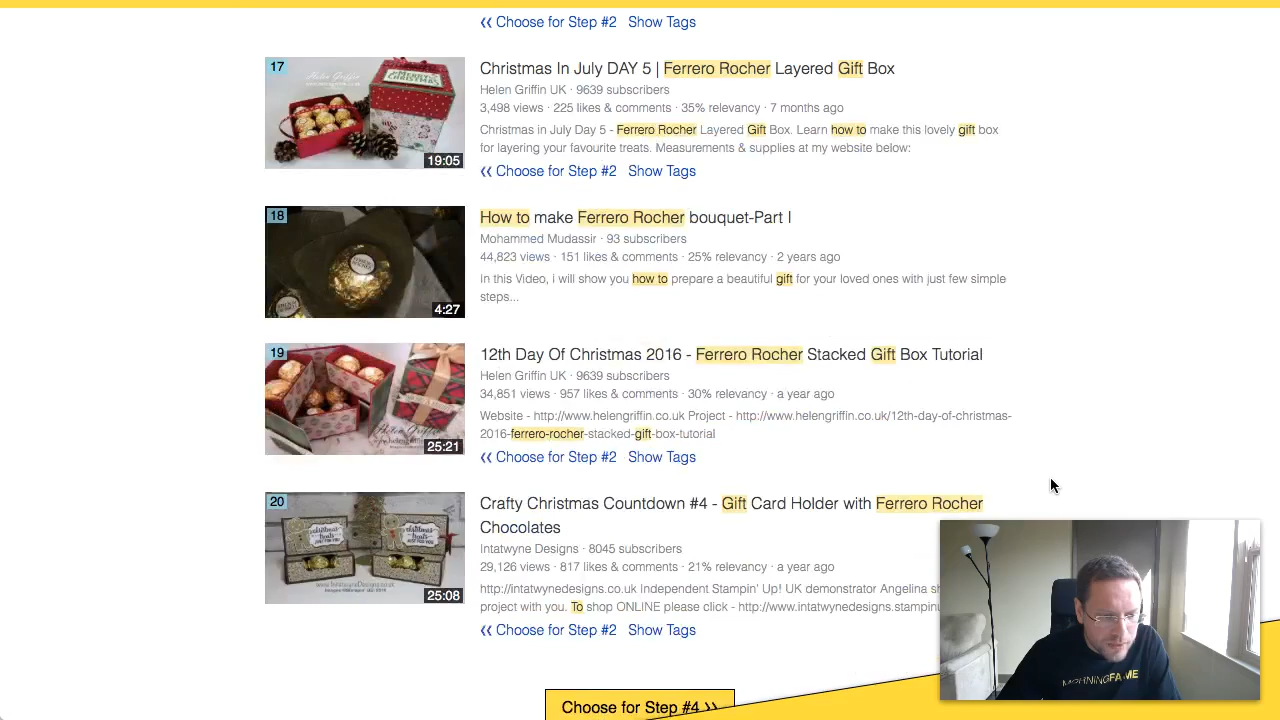 ❮❮ Choose for Step #2 Show Tags
17
19:05
Christmas In July DAY 5 | Ferrero Rocher Layered Gift Box
Helen Griffin UK · 9639 subscribers
3,498 views · 225 likes & comments · 35% relevancy · 7 months ago
Christmas in July Day 5 - Ferrero Rocher Layered Gift Box. Learn how to make this lovely gift box
for layering your favourite treats. Measurements & supplies at my website below:
❮❮ Choose for Step #2 Show Tags
18
4:27
How to make Ferrero Rocher bouquet-Part I
Mohammed Mudassir · 93 subscribers
44,823 views · 151 likes & comments · 25% relevancy · 2 years ago
In this Video, i will show you how to prepare a beautiful gift for your loved ones with just few simple
steps...
19
25:21
12th Day Of Christmas 2016 - Ferrero Rocher Stacked Gift Box Tutorial
Helen Griffin UK · 9639 subscribers
34,851 views · 957 likes & comments · 30% relevancy · a year ago
Website - http://www.helengriffin.co.uk Project - http://www.helengriffin.co.uk/12th-day-of-christmas-
2016-ferrero-rocher-stacked-gift-box-tutorial
❮❮ Choose for Step #2 Show Tags
20
25:08
Crafty Christmas Countdown #4 - Gift Card Holder with Ferrero Rocher
Chocolates
Intatwyne Designs · 8045 subscribers
29,126 views · 817 likes & comments · 21% relevancy · a year ago
http://intatwynedesigns.co.uk Independent Stampin' Up! UK demonstrator Angelina
project with you. To shop ONLINE please click - http://www.intatwynedesigns.stampinu
❮❮ Choose for Step #2 Show Tags
Choose for Step #4 ❯❯
MORNINGFAME